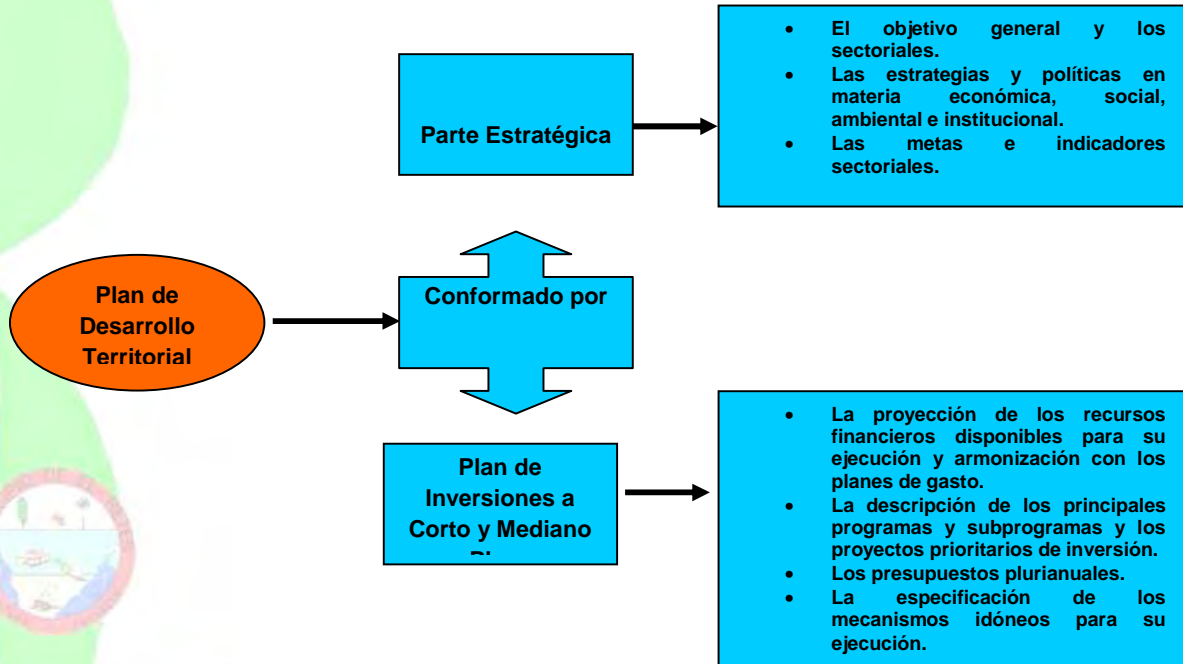 Parte Estratégica
• El objetivo general y los
sectoriales.
• Las estrategias y políticas en
materia económica, social,
ambiental e institucional.
• Las metas e indicadores
sectoriales.
Plan de
Desarrollo
Territorial
Conformado por
Plan de
Inversiones a
Corto y Mediano
• La proyección de los recursos
financieros disponibles para su
ejecución y armonización con los
planes de gasto.
• La descripción de los principales
programas y subprogramas y los
proyectos prioritarios de inversión.
• Los presupuestos plurianuales.
• La especificación de los
mecanismos idóneos para su
ejecución.